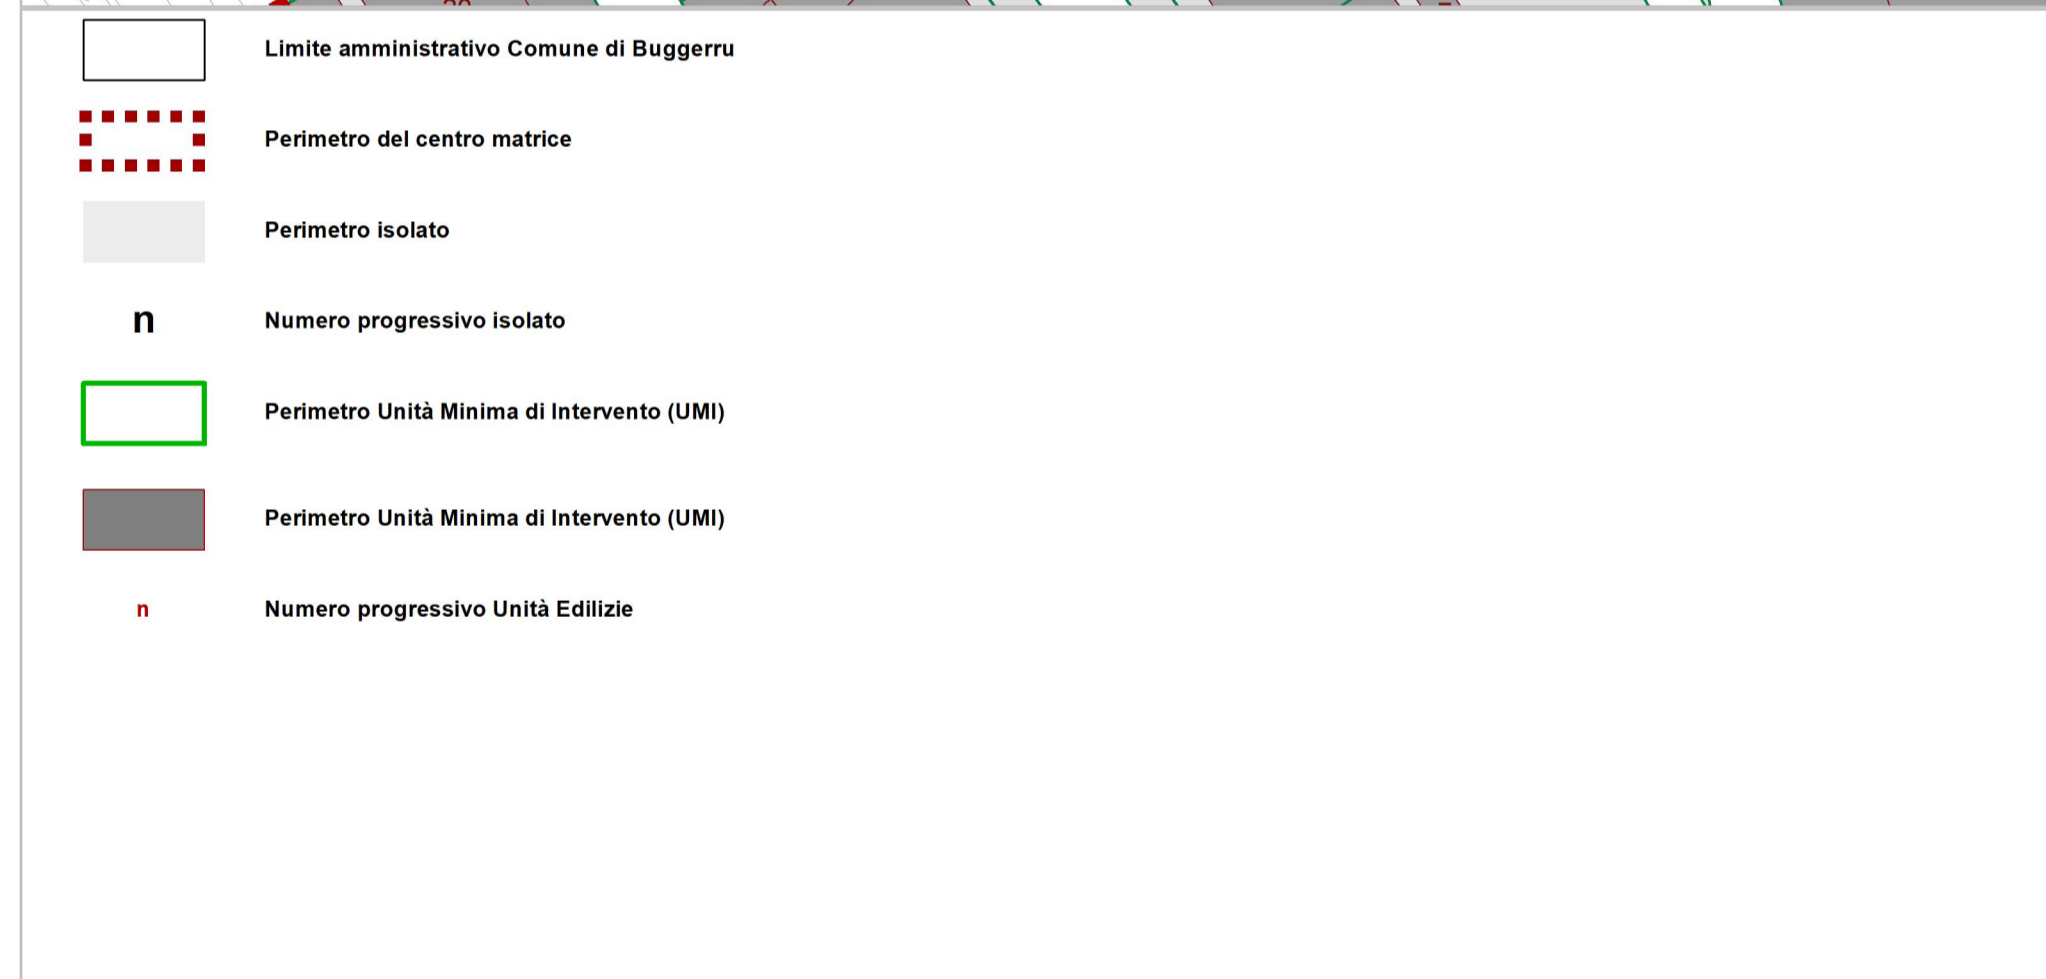 Limite amministrativo Comune di Buggerru
Perimetro del centro matrice
Perimetro isolato
n
Numero progressivo isolato
Perimetro Unità Minima di Intervento (UMI)
Perimetro Unità Minima di Intervento (UMI)
n
Numero progressivo Unità Edilizie